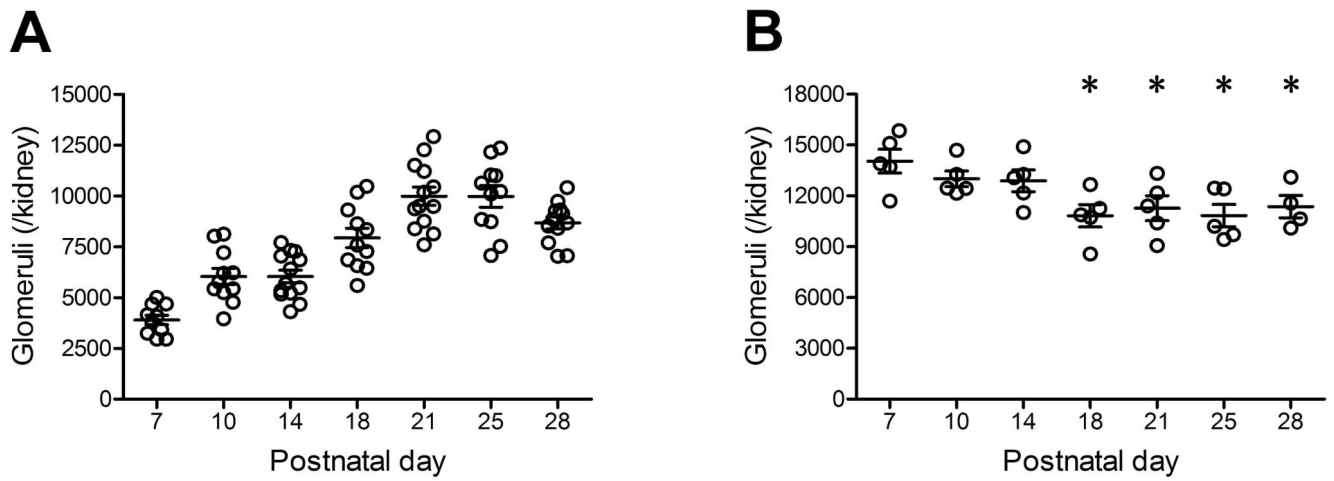 A
Glomeruli (/kidney)
15000
12500
10000
7500
5000
2500
0
7 10 14 18 21 25 28
Postnatal day
B
Glomeruli (/kidney)
* * * *
18000
15000
12000
9000
6000
3000
0
7 10 14 18 21 25 28
Postnatal day